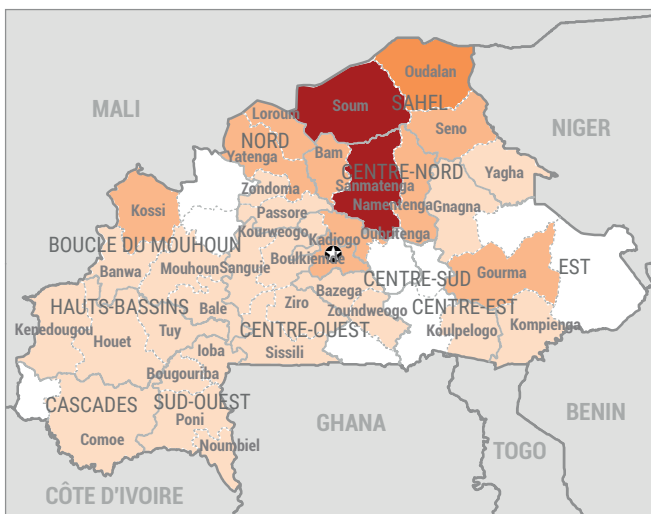 Oudalan
MALI
Soum
SAHEL
Loroum
Seno
NIGER
NORD
Bam
Yatenga
CENTRE-NORD
Yagha
Zondoma
Sanmatenga
Kossi
Passore
Namentenga
Gnagna
Kourweogo
Kadiogo
Oubritenga
BOUCLE DU MOUHOUN
Boulkiemde
Banwa
Mouhoun
Sanguie
CENTRE-SUD
Gourma
EST
Bazega
HAUTS-BASSINS
Bale
Ziro
Zoundweogo
CENTRE-EST
Kompienga
Kenedougou
Houet
Tuy
CENTRE-OUEST
Koulpelogo
Ioba
Sissili
Bougouriba
CASCADES
SUD-OUEST
Poni
BENIN
GHANA
Comoe
Noumbiel
TOGO
CÔTE D'IVOIRE